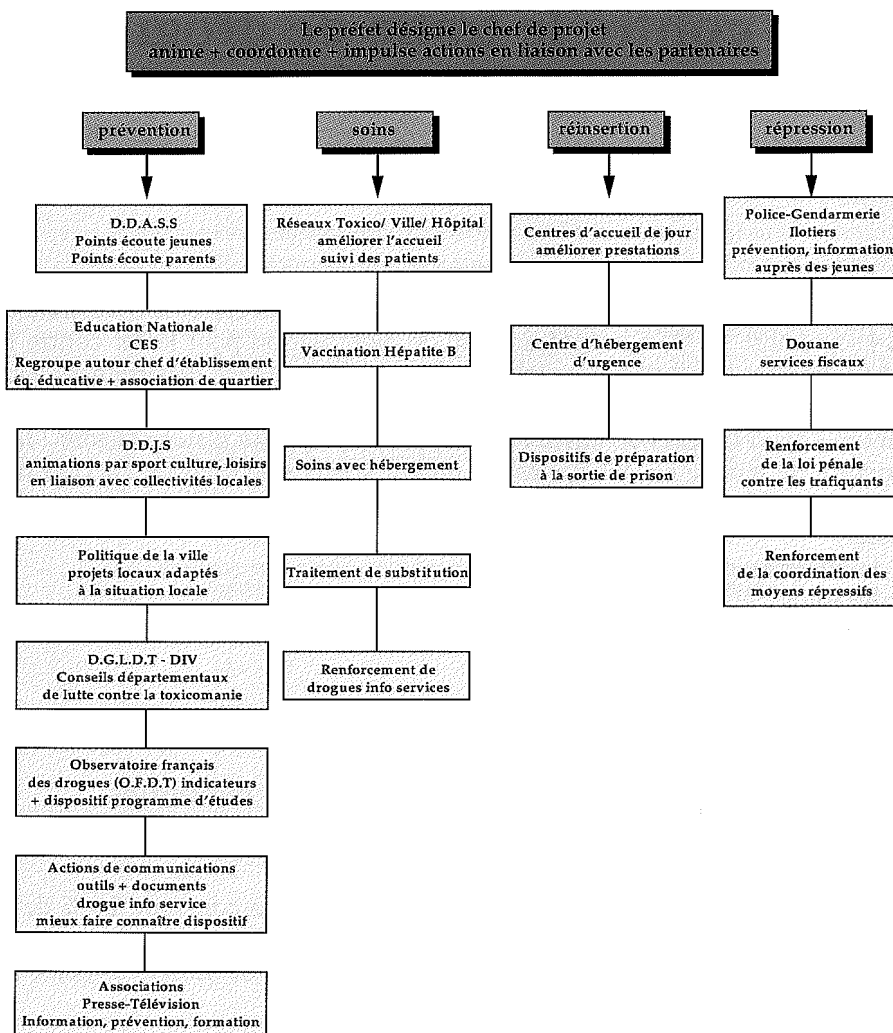 Le préfet désigne le chef de projet
anime + coordonne + impulse actions en liaison avec les partenaires
prévention
D.D.A.S.S
Points écoute jeunes
Points écoute parents
Education Nationale
CES
Regroupe autour chef d'établissement
éq. éducative + association de quartier
D.D.J.S
animations par sport culture, loisirs
en liaison avec collectivités locales
Politique de la ville
projets locaux adaptés
à la situation locale
D.G.L.D.T - DIV
Conseils départementaux
de lutte contre la toxicomanie
Observatoire français
des drogues (O.F.D.T) indicateurs
+ dispositif programme d'études
Actions de communications
outils + documents
drogue info service
mieux faire connaître dispositif
Associations
Presse-Télévision
Information, prévention, formation
soins
Réseaux Toxico/ Ville/ Hôpital
améliorer l'accueil
suivi des patients
Vaccination Hépatite B
Soins avec hébergement
Traitement de substitution
Renforcement de
drogues info services
réinsertion
Centres d'accueil de jour
améliorer prestations
Centre d'hébergement
d'urgence
Dispositifs de préparation
à la sortie de prison
répression
Police-Gendarmerie
Ilotiers
prévention, information
auprès des jeunes
Douane
services fiscaux
Renforcement
de la loi pénale
contre les trafiquants
Renforcement
de la coordination des
moyens répressifs